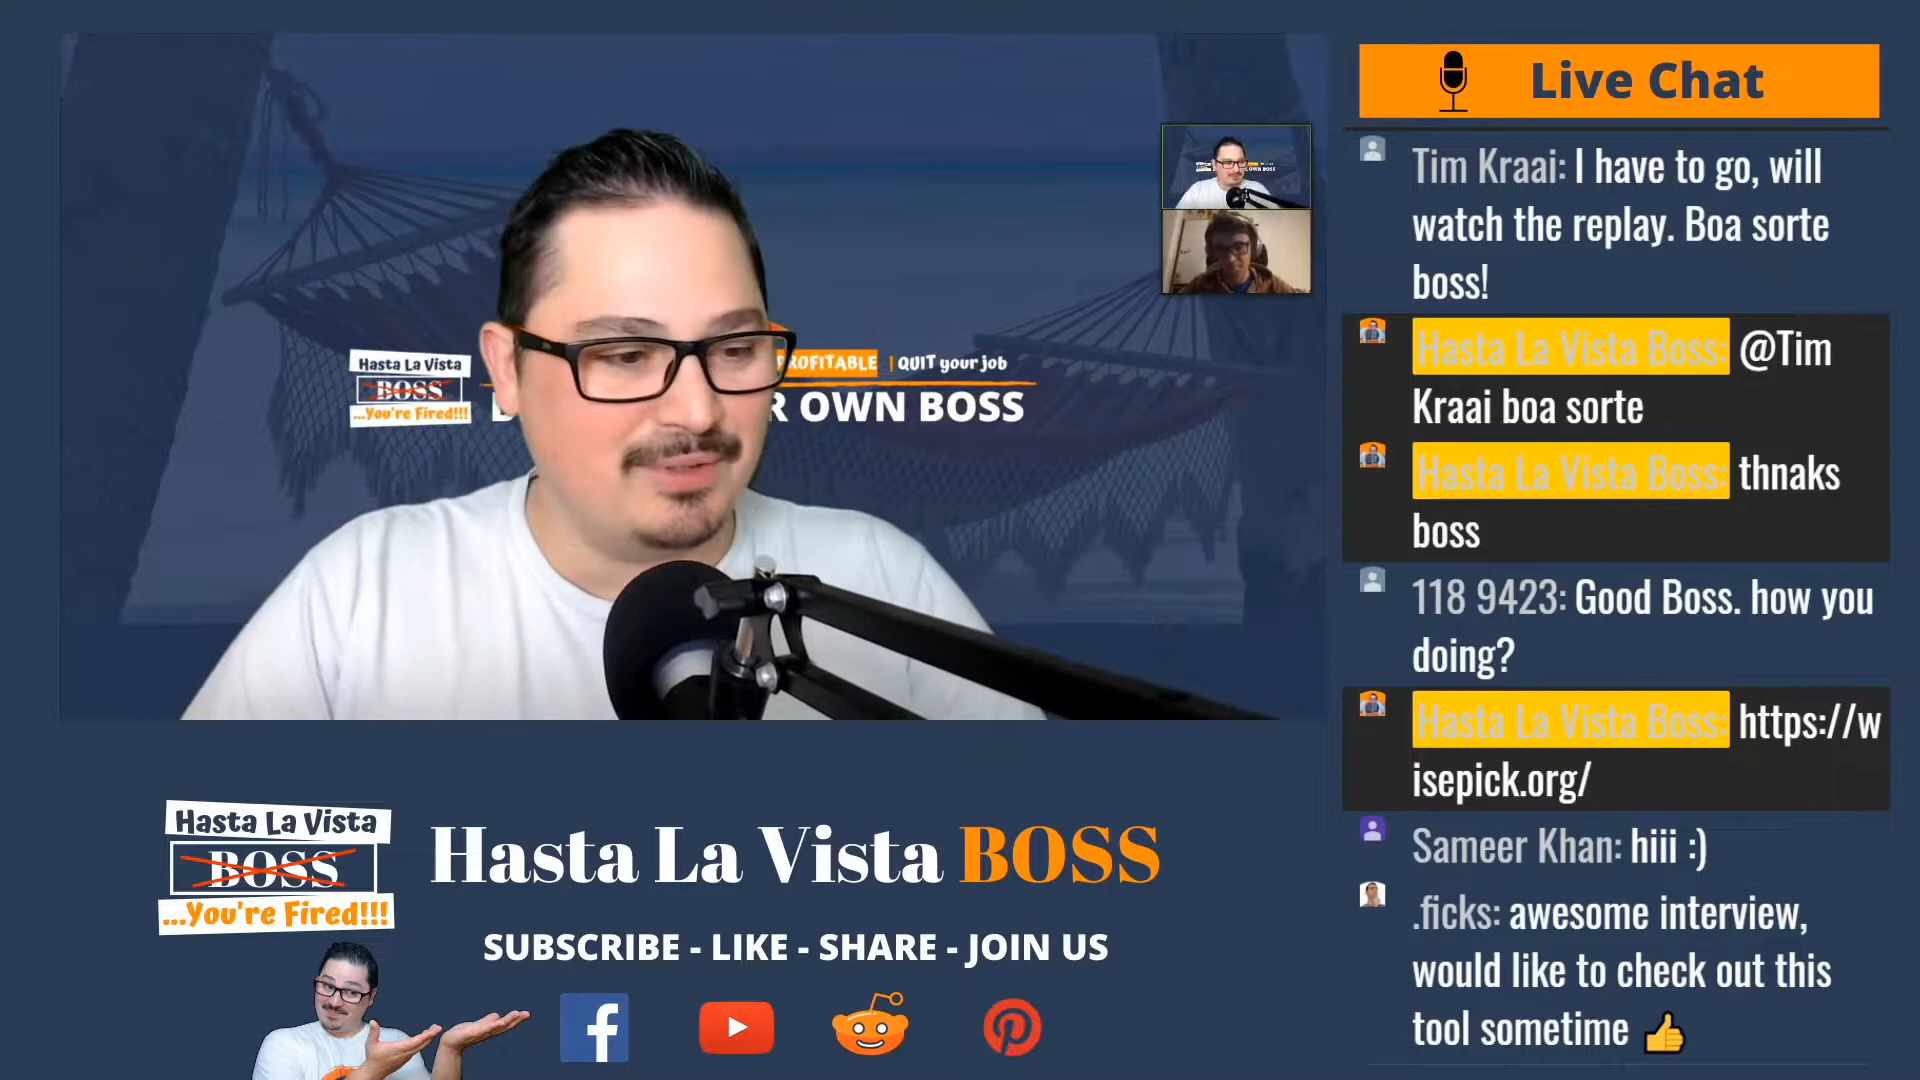 Hasta La Vista
BOSS
...You're Fired!!!
PROFITABLE | QUIT your job
R OWN BOSS
OWN BOSS
Hasta La Vista
BOSS
...You're Fired!!!
Hasta La Vista BOSS
SUBSCRIBE - LIKE - SHARE - JOIN US
Live Chat
Tim Kraai: I have to go, will
watch the replay. Boa sorte
boss!
Hasta La Vista Boss: @Tim
Kraai boa sorte
Hasta La Vista Boss: thnaks
boss
118 9423: Good Boss. how you
doing?
Hasta La Vista Boss: https://w
isepick.org/
Sameer Khan: hiii :)
.ficks: awesome interview,
would like to check out this
tool sometime 👍